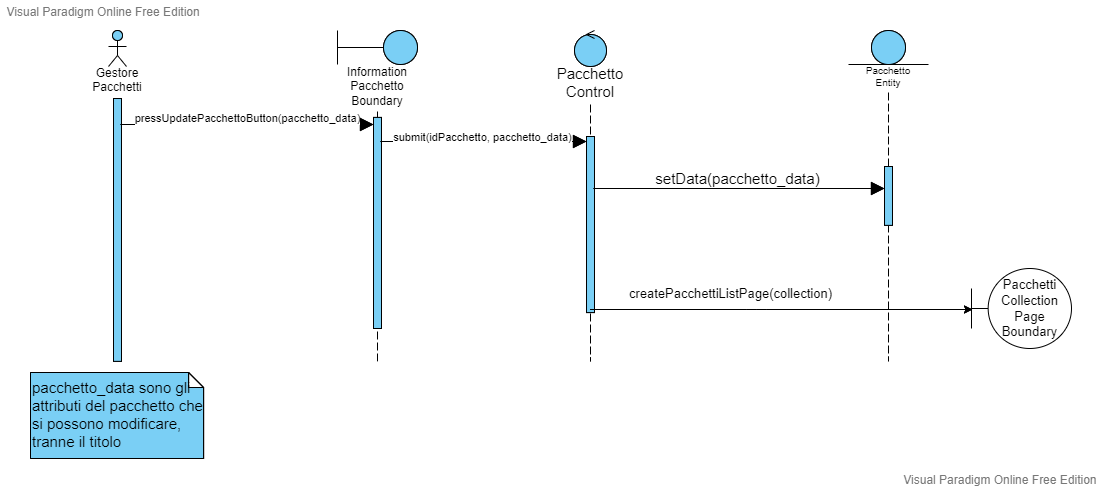 Visual Paradigm Online Free Edition
Gestore
Pacchetti
Information
Pacchetto
Boundary
Pacchetto
Control
Pacchetto
Entity
pressUpdatePacchettoButton(pacchetto_data)
submit(idPacchetto, pacchetto_data)
setData(pacchetto_data)
createPacchettiListPage(collection)
Pacchetti
Collection
Page
Boundary
pacchetto_data sono gli
attributi del pacchetto che
si possono modificare,
tranne il titolo
Visual Paradigm Online Free Edition